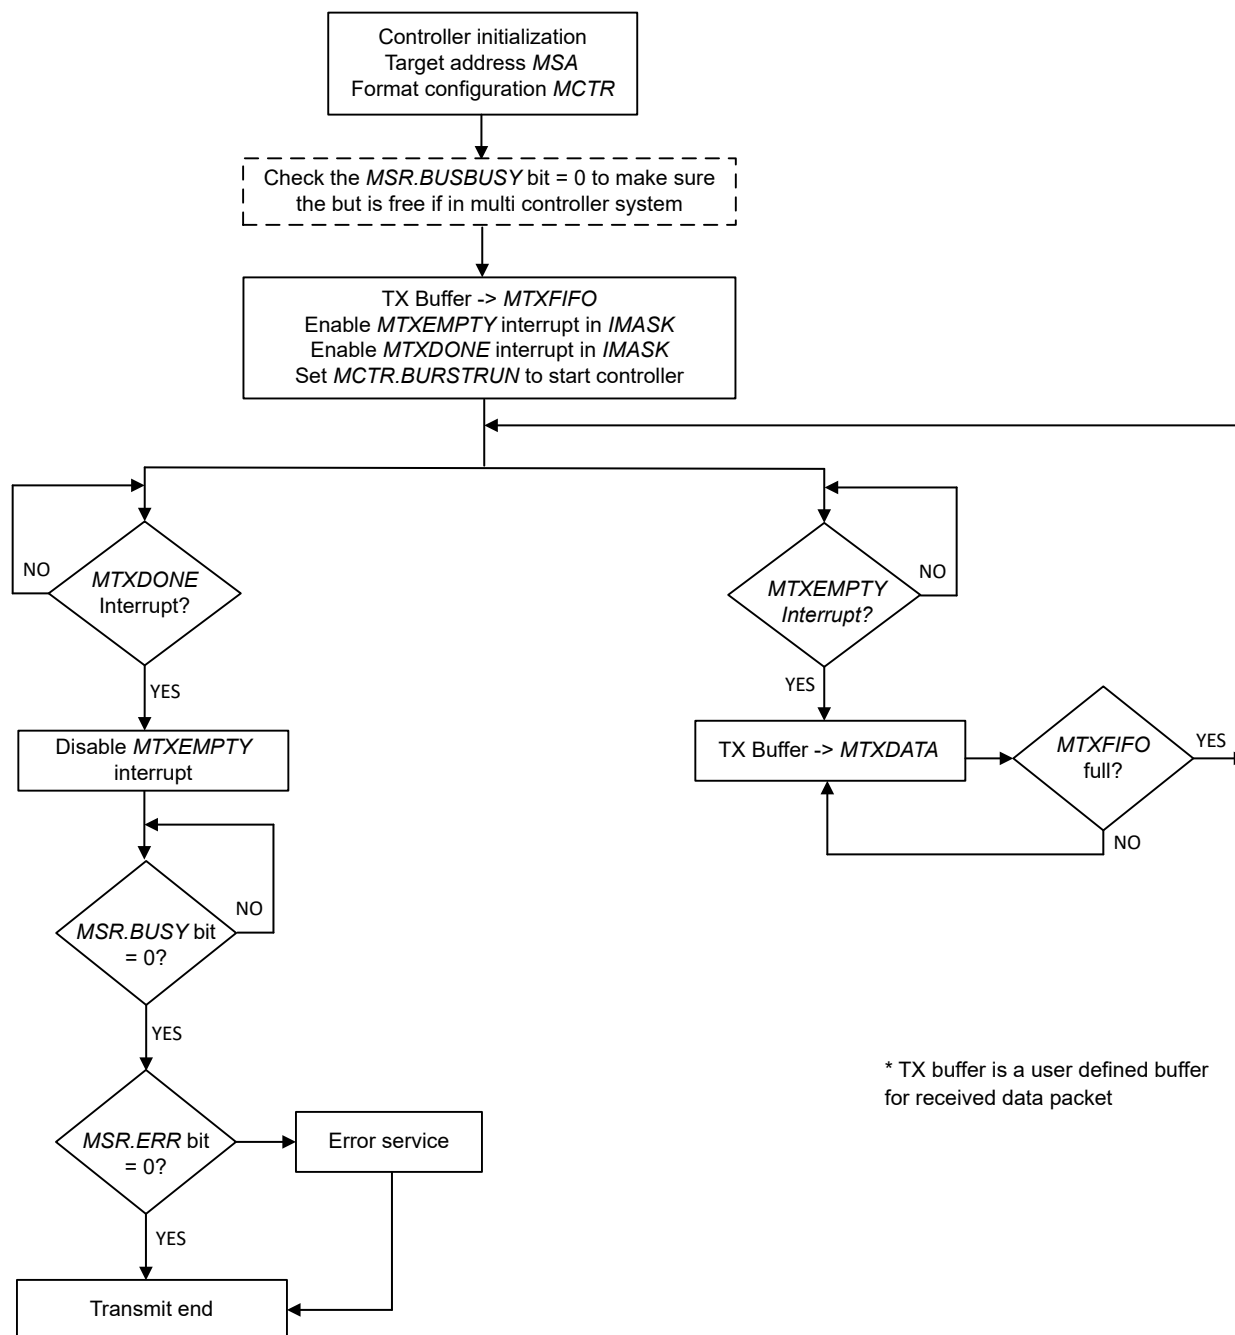 Controller initialization
Target address MSA
Format configuration MCTR
Check the MSR.BUSBUSY bit = 0 to make sure
the but is free if in multi controller system
TX Buffer -> MTXFIFO
Enable MTXEMPTY interrupt in IMASK
Enable MTXDONE interrupt in IMASK
Set MCTR.BURSTRUN to start controller
NO
MTXDONE
Interrupt?
YES
MTXEMPTY
Interrupt?
NO
YES
Disable MTXEMPTY
interrupt
TX Buffer -> MTXDATA
MTXFIFO
full?
YES
NO
MSR.BUSY bit
= 0?
NO
YES
* TX buffer is a user defined buffer
for received data packet
MSR.ERR bit
= 0?
Error service
YES
Transmit end